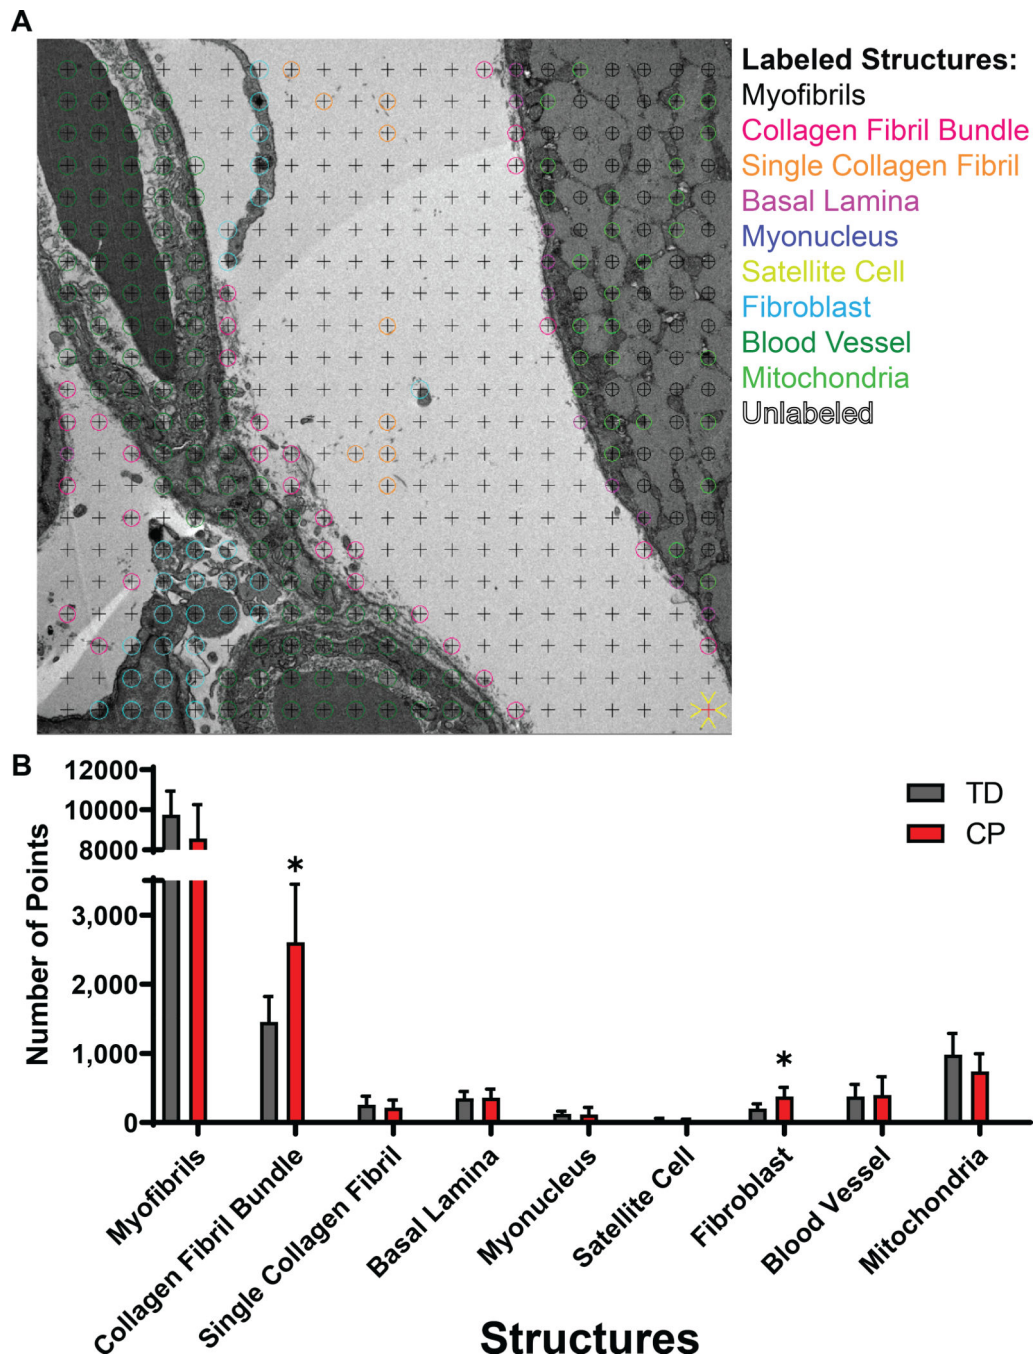 A
Labeled Structures:
Myofibrils
Collagen Fibril Bundle
Single Collagen Fibril
Basal Lamina
Myonucleus
Satellite Cell
Fibroblast
Blood Vessel
Mitochondria
Unlabeled
B
12000
10000
8000
3,000
2,000
1,000
0
Number of Points
TD
CP
*
*
Myofibrils
Collagen Fibril Bundle
Single Collagen Fibril
Basal Lamina
Myonucleus
Satellite Cell
Fibroblast
Blood Vessel
Mitochondria
Structures